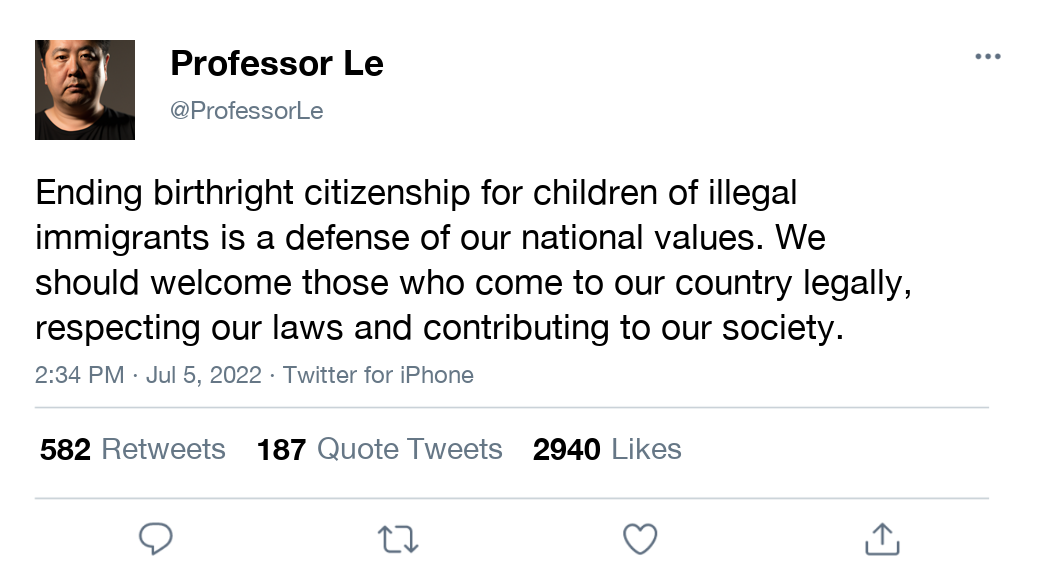 Professor Le
@ProfessorLe
Ending birthright citizenship for children of illegal
immigrants is a defense of our national values. We
should welcome those who come to our country legally,
respecting our laws and contributing to our society.
2:34 PM · Jul 5, 2022 · Twitter for iPhone
582 Retweets 187 Quote Tweets 2940 Likes